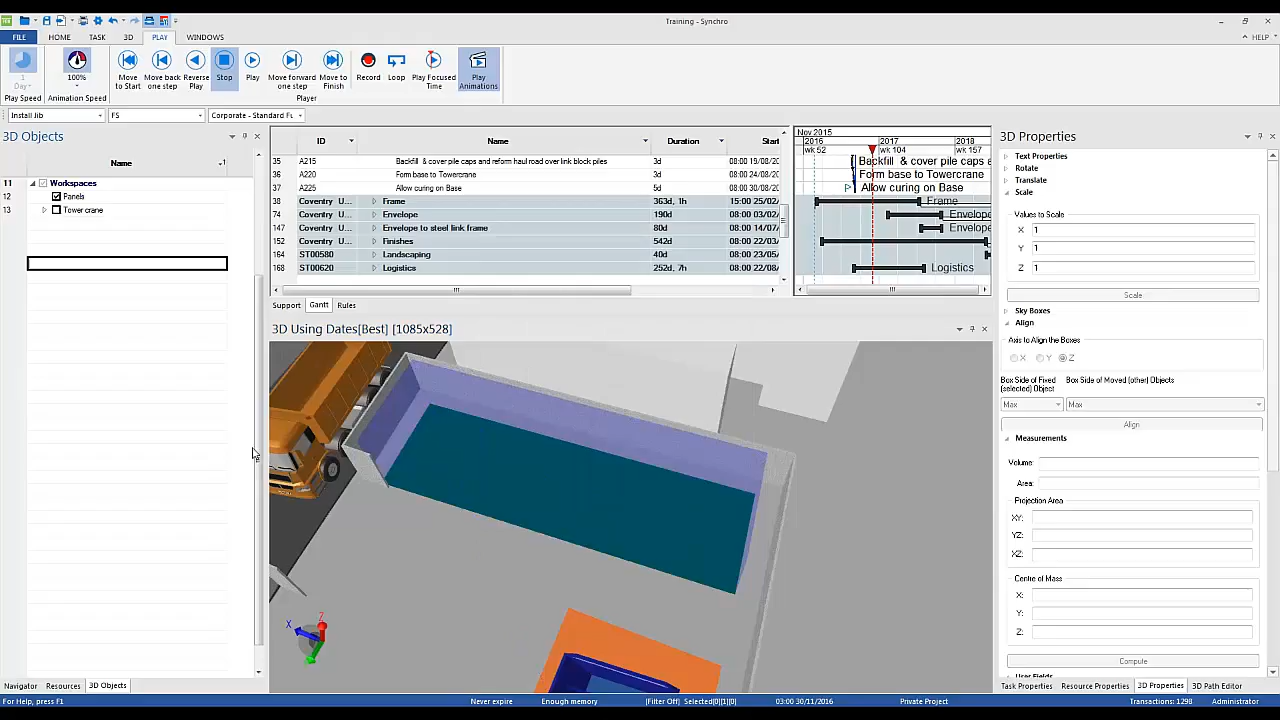 Training - Synchro
FILE HOME TASK 3D PLAY WINDOWS HELP
1 Day 100% Move to Start Move back one step Reverse Play Stop Play Move forward one step Move to Finish Record Loop Play Focused Time Play Animations
Play Speed Animation Speed Player
Install Jib FS Corporate - Standard Fu
3D Objects
Name
11 Workspaces
12 Panels
13 Tower crane
ID Name Duration Start
35 A215 Backfill & cover pile caps and reform haul road over link block piles 3d 08:00 19/08/20
36 A220 Form base to Towercrane 3d 08:00 24/08/20
37 A225 Allow curing on Base 5d 08:00 30/08/20
38 Coventry U... Frame 363d, 1h 15:00 25/02/
74 Coventry U... Envelope 190d 08:00 03/02/
147 Coventry U... Envelope to steel link frame 80d 08:00 14/07/
152 Coventry U... Finishes 542d 08:00 22/03/
164 ST00580 Landscaping 40d 08:00 23/05/
168 ST00620 Logistics 252d, 7h 08:00 22/08/
Nov 2015
2016 2017 2018
wk 52 wk 104 wk 157
Backfill & cover pile caps a
Form base to Towercrane
Allow curing on Base
Frame
Envelope
Envelop
Logistics
Support Gantt Rules
3D Using Dates[Best] [1085x528]
X Z
3D Properties
Text Properties
Rotate
Translate
Scale
Values to Scale
X 1
Y 1
Z 1
Scale
Sky Boxes
Align
Axis to Align the Boxes
X Y Z
Box Side of Fixed (selected) Object Box Side of Moved (other) Objects
Max Max
Align
Measurements
Volume:
Area:
Projection Area
XY:
YZ:
XZ:
Centre of Mass
X:
Y:
Z:
Compute
User Fields
Navigator Resources 3D Objects
Task Properties Resource Properties 3D Properties 3D Path Editor
For Help, press F1 Never expire Enough memory [Filter Off] Selected[0][1][0] 03:00 30/11/2016 Private Project Transactions: 1298 Administrator